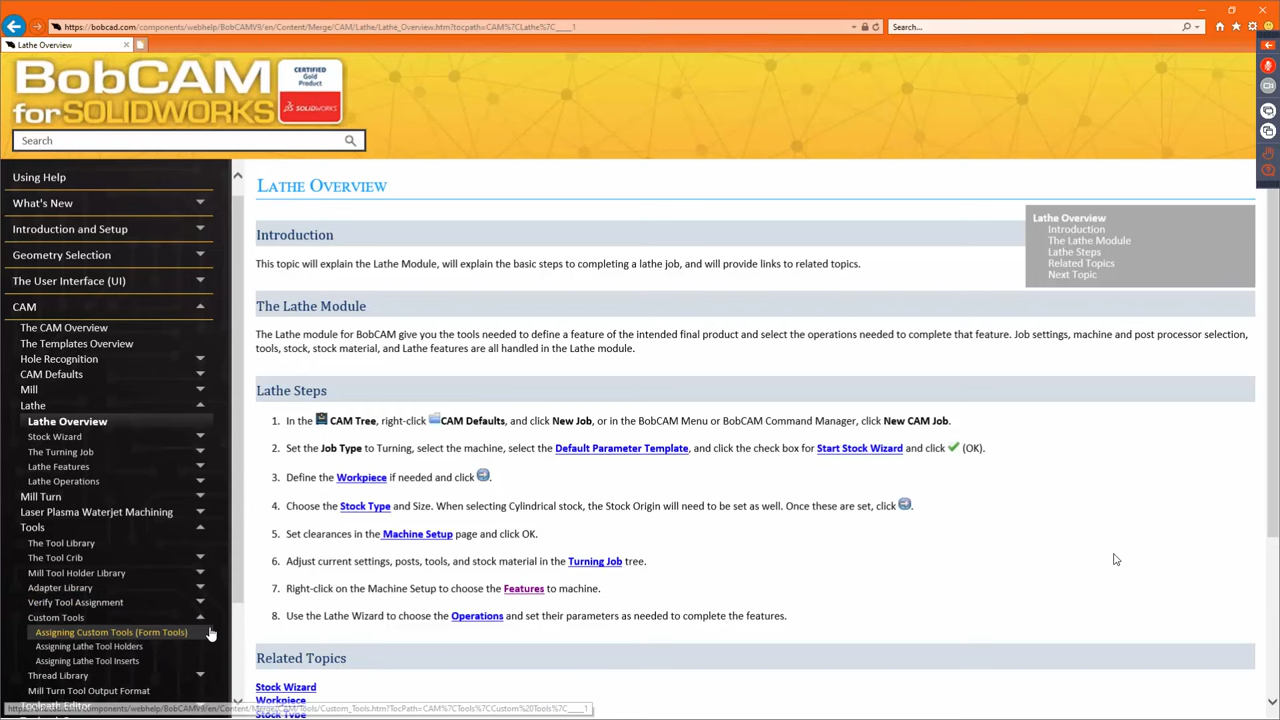 https://bobcad.com/components/webhelp/BobCAMV9/en/Content/Merge/CAM/Lathe/Lathe_Overview.htm?tocpath=CAM%7CLathe%7C____1
Search...
Lathe Overview
BobCAM
for SOLIDWORKS
CERTIFIED
Gold
Product
SOLIDWORKS
Search
Using Help
What's New
Introduction and Setup
Geometry Selection
The User Interface (UI)
CAM
The CAM Overview
The Templates Overview
Hole Recognition
CAM Defaults
Mill
Lathe
Lathe Overview
Stock Wizard
The Turning Job
Lathe Features
Lathe Operations
Mill Turn
Laser Plasma Waterjet Machining
Tools
The Tool Library
The Tool Crib
Mill Tool Holder Library
Adapter Library
Verify Tool Assignment
Custom Tools
Assigning Custom Tools (Form Tools)
Assigning Lathe Tool Holders
Assigning Lathe Tool Inserts
Thread Library
Mill Turn Tool Output Format
Toolpath Editor
LATHE OVERVIEW
Lathe Overview
Introduction
The Lathe Module
Lathe Steps
Related Topics
Next Topic
Introduction
This topic will explain the Lathe Module, will explain the basic steps to completing a lathe job, and will provide links to related topics.
The Lathe Module
The Lathe module for BobCAM give you the tools needed to define a feature of the intended final product and select the operations needed to complete that feature. Job settings, machine and post processor selection,
tools, stock, stock material, and Lathe features are all handled in the Lathe module.
Lathe Steps
1. In the CAM Tree, right-click CAM Defaults, and click New Job, or in the BobCAM Menu or BobCAM Command Manager, click New CAM Job.
2. Set the Job Type to Turning, select the machine, select the Default Parameter Template, and click the check box for Start Stock Wizard and click (OK).
3. Define the Workpiece if needed and click .
4. Choose the Stock Type and Size. When selecting Cylindrical stock, the Stock Origin will need to be set as well. Once these are set, click .
5. Set clearances in the Machine Setup page and click OK.
6. Adjust current settings, posts, tools, and stock material in the Turning Job tree.
7. Right-click on the Machine Setup to choose the Features to machine.
8. Use the Lathe Wizard to choose the Operations and set their parameters as needed to complete the features.
Related Topics
Stock Wizard
Workpiece
Stock Type